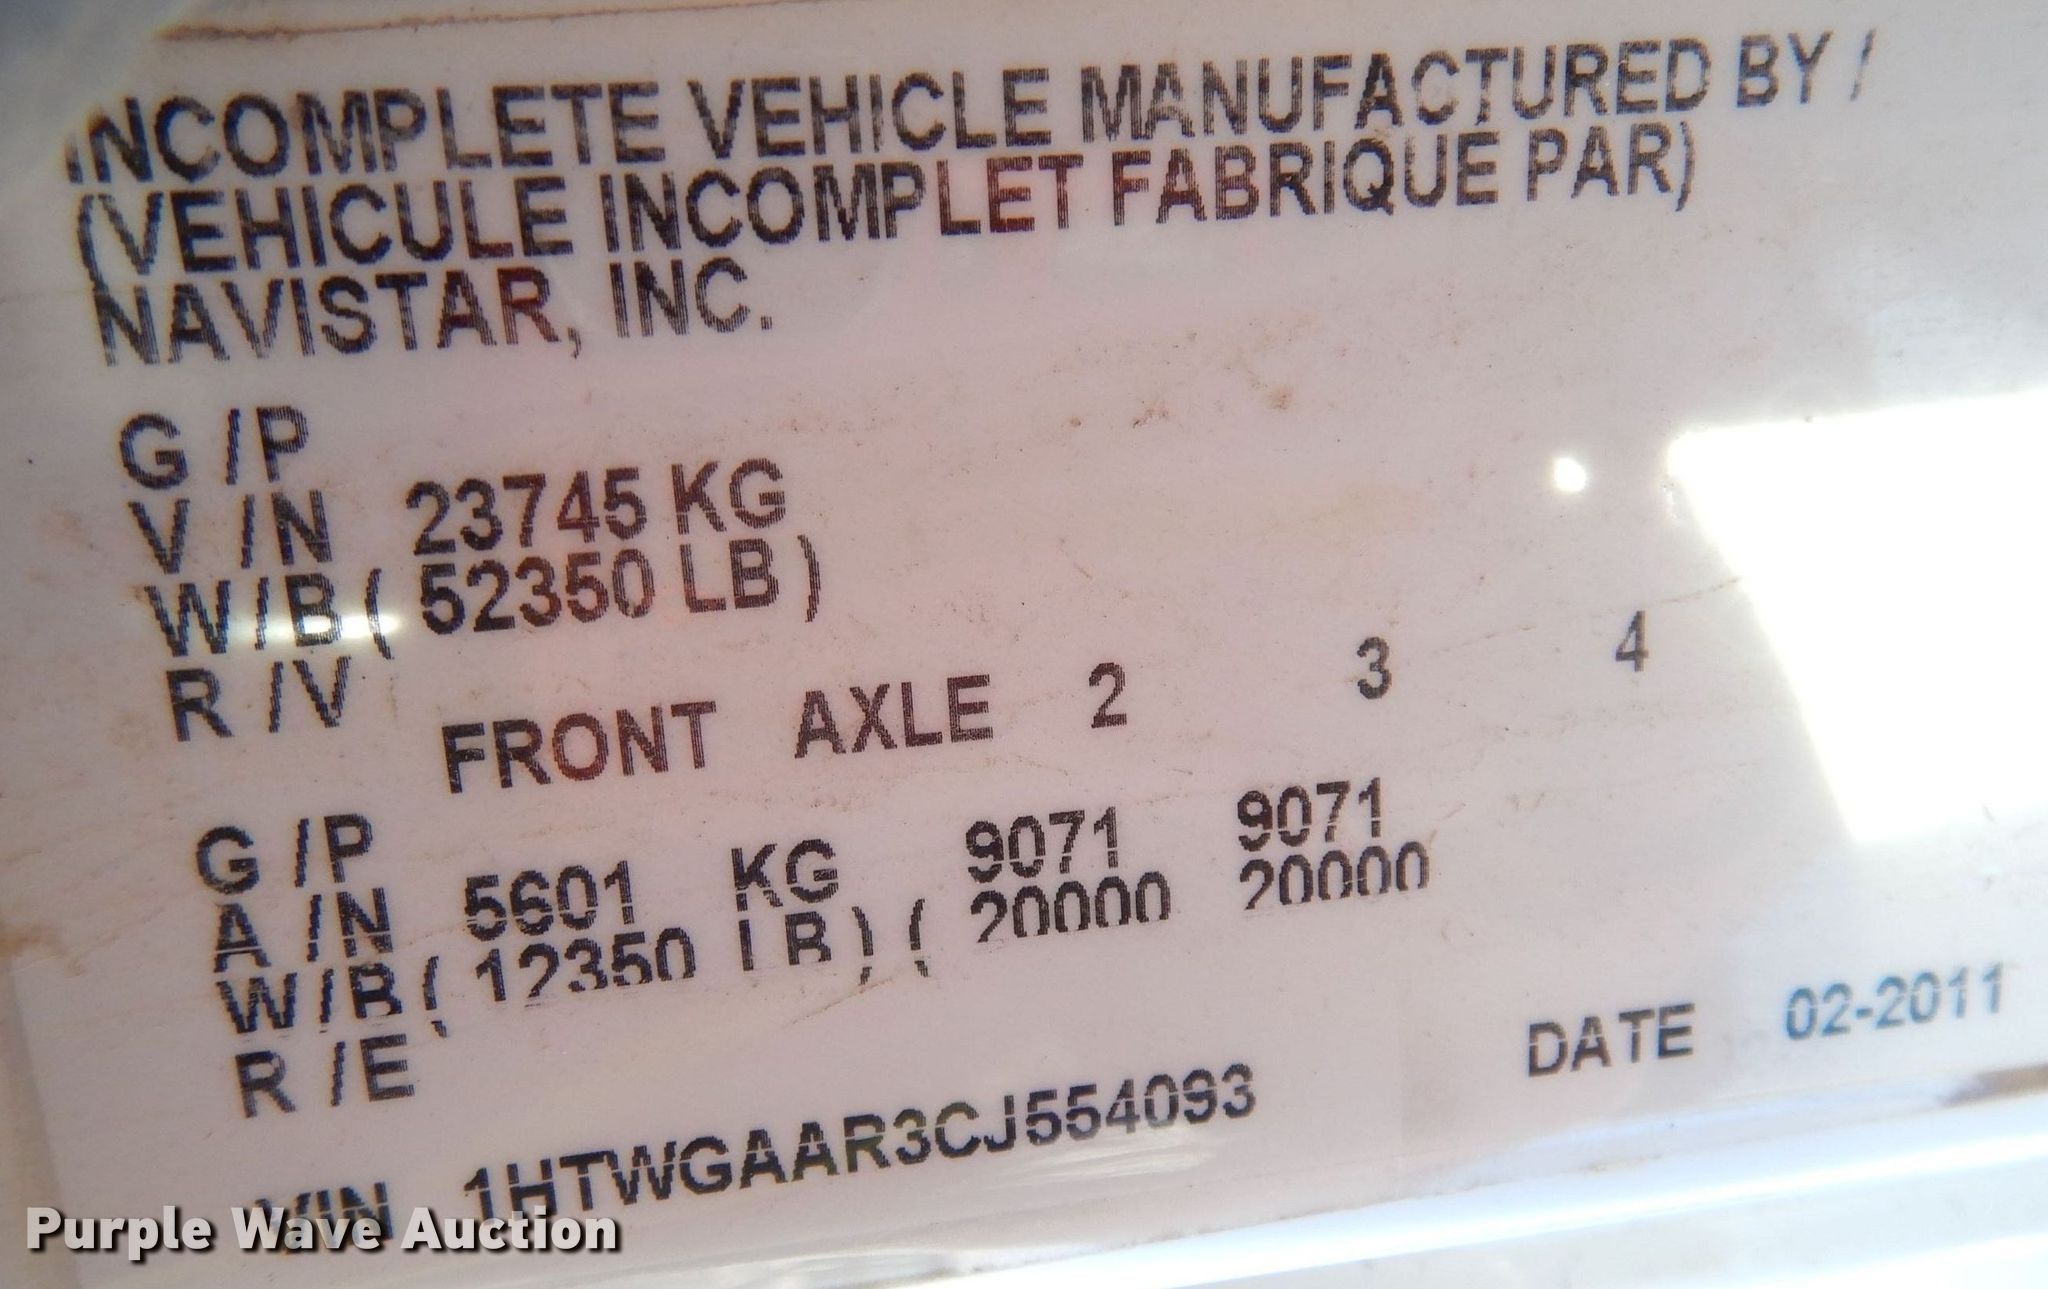 INCOMPLETE VEHICLE MANUFACTURED BY /
(VEHICULE INCOMPLET FABRIQUE PAR)
NAVISTAR, INC.
G /P
V /N 23745 KG
W/B ( 52350 LB )
R /V
FRONT AXLE 2 3 4
G /P
A /N 5601 KG 9071 9071
W/B ( 12350 LB ) ( 20000 20000
R /E
DATE 02-2011
VIN 1HTWGAAR3CJ554093
Purple Wave Auction